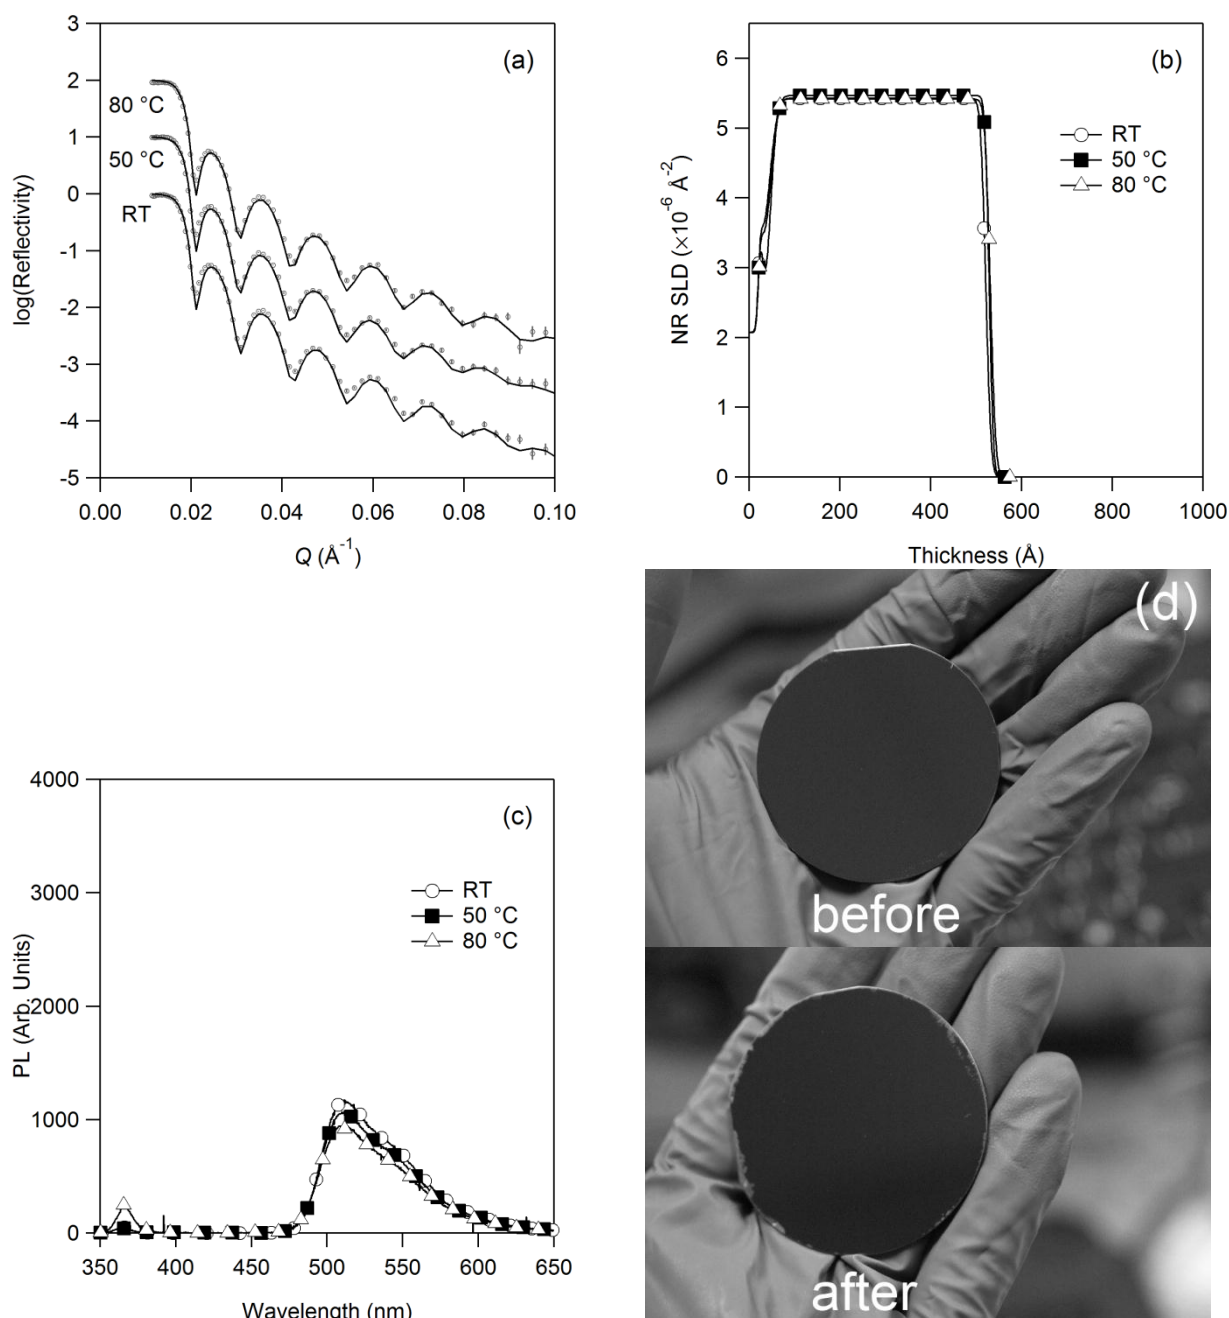 (a)
3
2
1
0
-1
-2
-3
-4
-5
log(Reflectivity)
80 °C
50 °C
RT
0.00 0.02 0.04 0.06 0.08 0.10
Q (Å⁻¹)
(b)
6
5
4
3
2
1
0
NR SLD (×10⁻⁶ Å⁻²)
RT
50 °C
80 °C
0 200 400 600 800 1000
Thickness (Å)
(c)
4000
3000
2000
1000
0
PL (Arb. Units)
RT
50 °C
80 °C
350 400 450 500 550 600 650
Wavelength (nm)
(d)
before
after